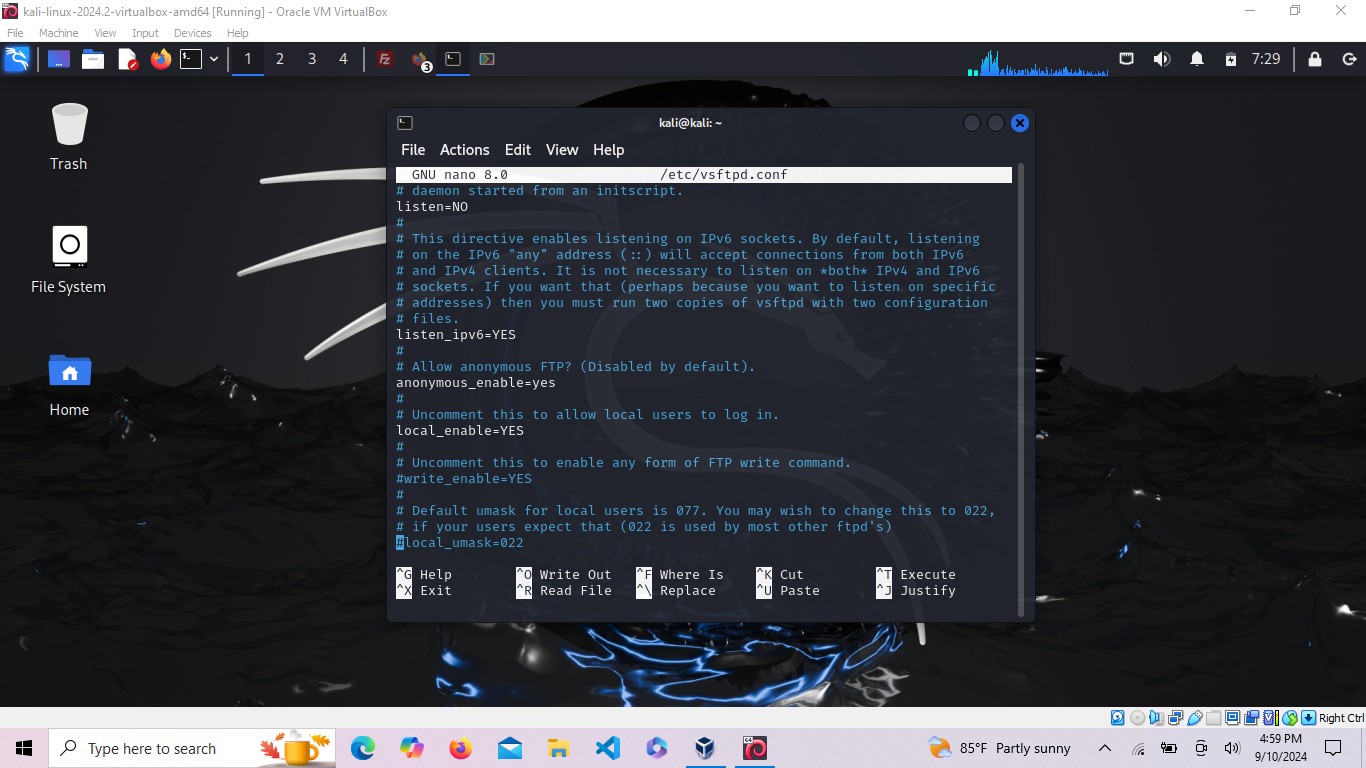 kali-linux-2024.2-virtualbox-amd64 [Running] - Oracle VM VirtualBox
File Machine View Input Devices Help
1 2 3 4 3 7:29
Trash
File System
Home
kali@kali: ~
File Actions Edit View Help
GNU nano 8.0 /etc/vsftpd.conf
# daemon started from an initscript.
listen=NO
#
# This directive enables listening on IPv6 sockets. By default, listening
# on the IPv6 "any" address (::) will accept connections from both IPv6
# and IPv4 clients. It is not necessary to listen on *both* IPv4 and IPv6
# sockets. If you want that (perhaps because you want to listen on specific
# addresses) then you must run two copies of vsftpd with two configuration
# files.
listen_ipv6=YES
#
# Allow anonymous FTP? (Disabled by default).
anonymous_enable=yes
#
# Uncomment this to allow local users to log in.
local_enable=YES
#
# Uncomment this to enable any form of FTP write command.
#write_enable=YES
#
# Default umask for local users is 077. You may wish to change this to 022,
# if your users expect that (022 is used by most other ftpd's)
#local_umask=022
^G Help ^O Write Out ^F Where Is ^K Cut ^T Execute
^X Exit ^R Read File ^\ Replace ^U Paste ^J Justify
Right Ctrl
Type here to search
85°F Partly sunny
4:59 PM
9/10/2024